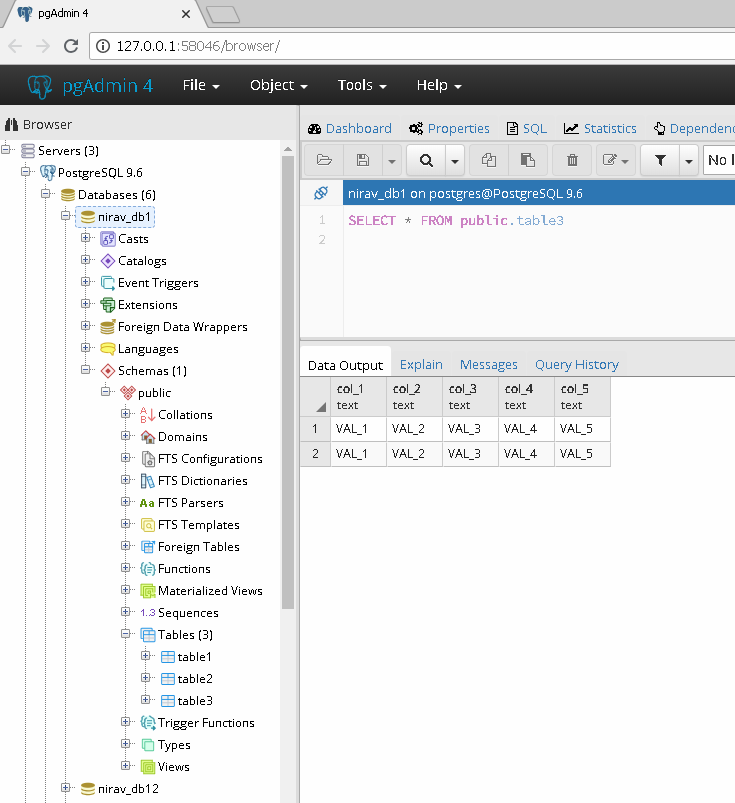 pgAdmin 4
127.0.0.1:58046/browser/
pgAdmin 4 File Object Tools Help
Browser
Servers (3)
PostgreSQL 9.6
Databases (6)
nirav_db1
Casts
Catalogs
Event Triggers
Extensions
Foreign Data Wrappers
Languages
Schemas (1)
public
Collations
Domains
FTS Configurations
FTS Dictionaries
Aa FTS Parsers
FTS Templates
Foreign Tables
Functions
Materialized Views
1..3 Sequences
Tables (3)
table1
table2
table3
Trigger Functions
Types
Views
nirav_db12
Dashboard Properties SQL Statistics Dependenc
No l
nirav_db1 on postgres@PostgreSQL 9.6
1 SELECT * FROM public.table3
2
Data Output Explain Messages Query History
col_1 col_2 col_3 col_4 col_5
text text text text text
1 VAL_1 VAL_2 VAL_3 VAL_4 VAL_5
2 VAL_1 VAL_2 VAL_3 VAL_4 VAL_5